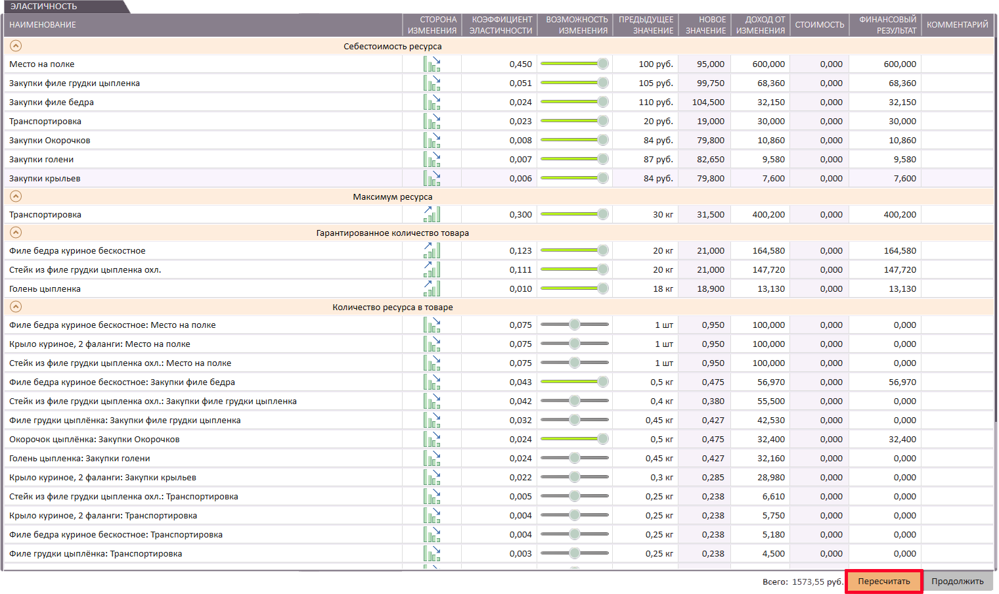 ЭЛАСТИЧНОСТЬ
НАИМЕНОВАНИЕ СТОРОНА ИЗМЕНЕНИЯ КОЭФФИЦИЕНТ ЭЛАСТИЧНОСТИ ВОЗМОЖНОСТЬ ИЗМЕНЕНИЯ ПРЕДЫДУЩЕЕ ЗНАЧЕНИЕ НОВОЕ ЗНАЧЕНИЕ ДОХОД ОТ ИЗМЕНЕНИЯ СТОИМОСТЬ ФИНАНСОВЫЙ РЕЗУЛЬТАТ КОММЕНТАРИЙ
Себестоимость ресурса
Место на полке 0,450 100 руб. 95,000 600,000 0,000 600,000
Закупки филе грудки цыпленка 0,051 105 руб. 99,750 68,360 0,000 68,360
Закупки филе бедра 0,024 110 руб. 104,500 32,150 0,000 32,150
Транспортировка 0,023 20 руб. 19,000 30,000 0,000 30,000
Закупки Окорочков 0,008 84 руб. 79,800 10,860 0,000 10,860
Закупки голени 0,007 87 руб. 82,650 9,580 0,000 9,580
Закупки крыльев 0,006 84 руб. 79,800 7,600 0,000 7,600
Максимум ресурса
Транспортировка 0,300 30 кг 31,500 400,200 0,000 400,200
Гарантированное количество товара
Филе бедра куриное бескостное 0,123 20 кг 21,000 164,580 0,000 164,580
Стейк из филе грудки цыпленка охл. 0,111 20 кг 21,000 147,720 0,000 147,720
Голень цыпленка 0,010 18 кг 18,900 13,130 0,000 13,130
Количество ресурса в товаре
Филе бедра куриное бескостное: Место на полке 0,075 1 шт 0,950 100,000 0,000 0,000
Крыло куриное, 2 фаланги: Место на полке 0,075 1 шт 0,950 100,000 0,000 0,000
Стейк из филе грудки цыпленка охл.: Место на полке 0,075 1 шт 0,950 100,000 0,000 0,000
Филе бедра куриное бескостное: Закупки филе бедра 0,043 0,5 кг 0,475 56,970 0,000 56,970
Стейк из филе грудки цыпленка охл.: Закупки филе грудки цыпленка 0,042 0,4 кг 0,380 55,500 0,000 0,000
Филе грудки цыплёнка: Закупки филе грудки цыпленка 0,032 0,45 кг 0,427 42,530 0,000 0,000
Окорочок цыплёнка: Закупки Окорочков 0,024 0,5 кг 0,475 32,400 0,000 32,400
Голень цыпленка: Закупки голени 0,024 0,45 кг 0,427 32,160 0,000 0,000
Крыло куриное, 2 фаланги: Закупки крыльев 0,022 0,3 кг 0,285 28,980 0,000 0,000
Стейк из филе грудки цыпленка охл.: Транспортировка 0,005 0,25 кг 0,238 6,610 0,000 0,000
Крыло куриное, 2 фаланги: Транспортировка 0,004 0,25 кг 0,238 5,750 0,000 0,000
Филе бедра куриное бескостное: Транспортировка 0,004 0,25 кг 0,238 5,180 0,000 0,000
Филе грудки цыплёнка: Транспортировка 0,003 0,25 кг 0,238 4,500 0,000 0,000
Всего: 1573,55 руб. Пересчитать Продолжить